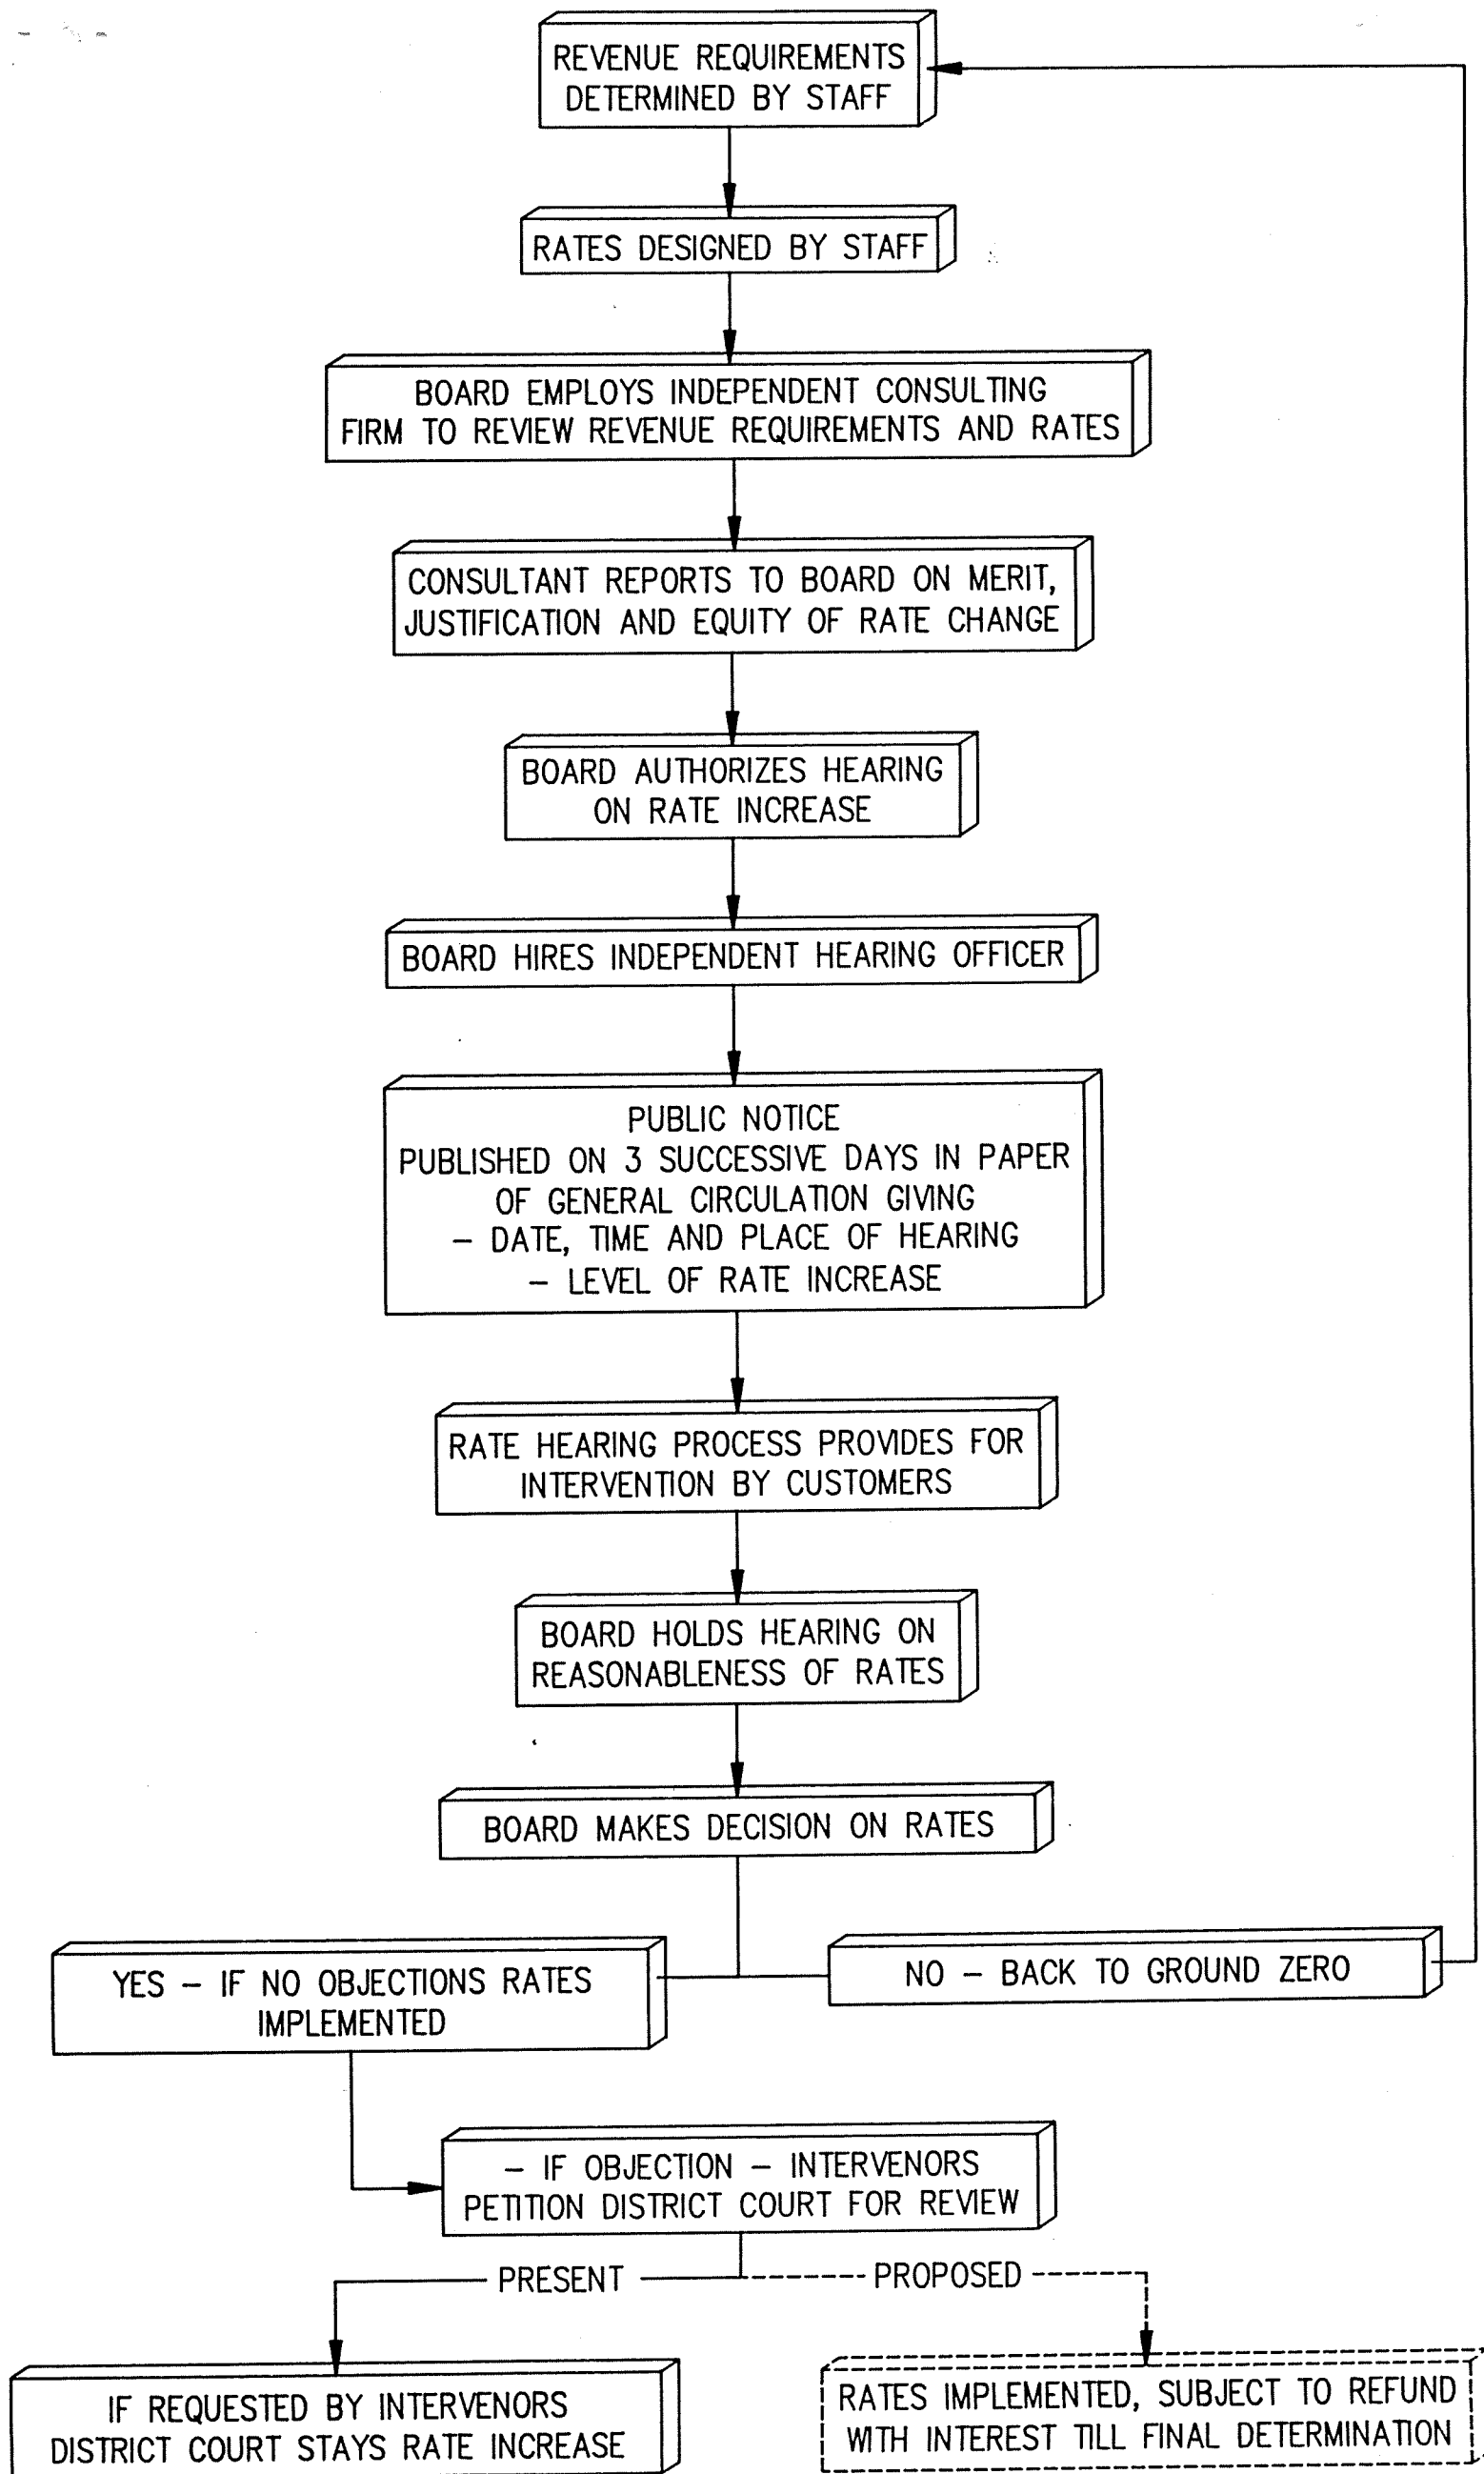 REVENUE REQUIREMENTS
DETERMINED BY STAFF
RATES DESIGNED BY STAFF
BOARD EMPLOYS INDEPENDENT CONSULTING
FIRM TO REVIEW REVENUE REQUIREMENTS AND RATES
CONSULTANT REPORTS TO BOARD ON MERIT,
JUSTIFICATION AND EQUITY OF RATE CHANGE
BOARD AUTHORIZES HEARING
ON RATE INCREASE
BOARD HIRES INDEPENDENT HEARING OFFICER
PUBLIC NOTICE
PUBLISHED ON 3 SUCCESSIVE DAYS IN PAPER
OF GENERAL CIRCULATION GIVING
– DATE, TIME AND PLACE OF HEARING
– LEVEL OF RATE INCREASE
RATE HEARING PROCESS PROVIDES FOR
INTERVENTION BY CUSTOMERS
BOARD HOLDS HEARING ON
REASONABLENESS OF RATES
BOARD MAKES DECISION ON RATES
YES – IF NO OBJECTIONS RATES
IMPLEMENTED
NO – BACK TO GROUND ZERO
– IF OBJECTION – INTERVENORS
PETITION DISTRICT COURT FOR REVIEW
PRESENT
PROPOSED
IF REQUESTED BY INTERVENORS
DISTRICT COURT STAYS RATE INCREASE
RATES IMPLEMENTED, SUBJECT TO REFUND
WITH INTEREST TILL FINAL DETERMINATION